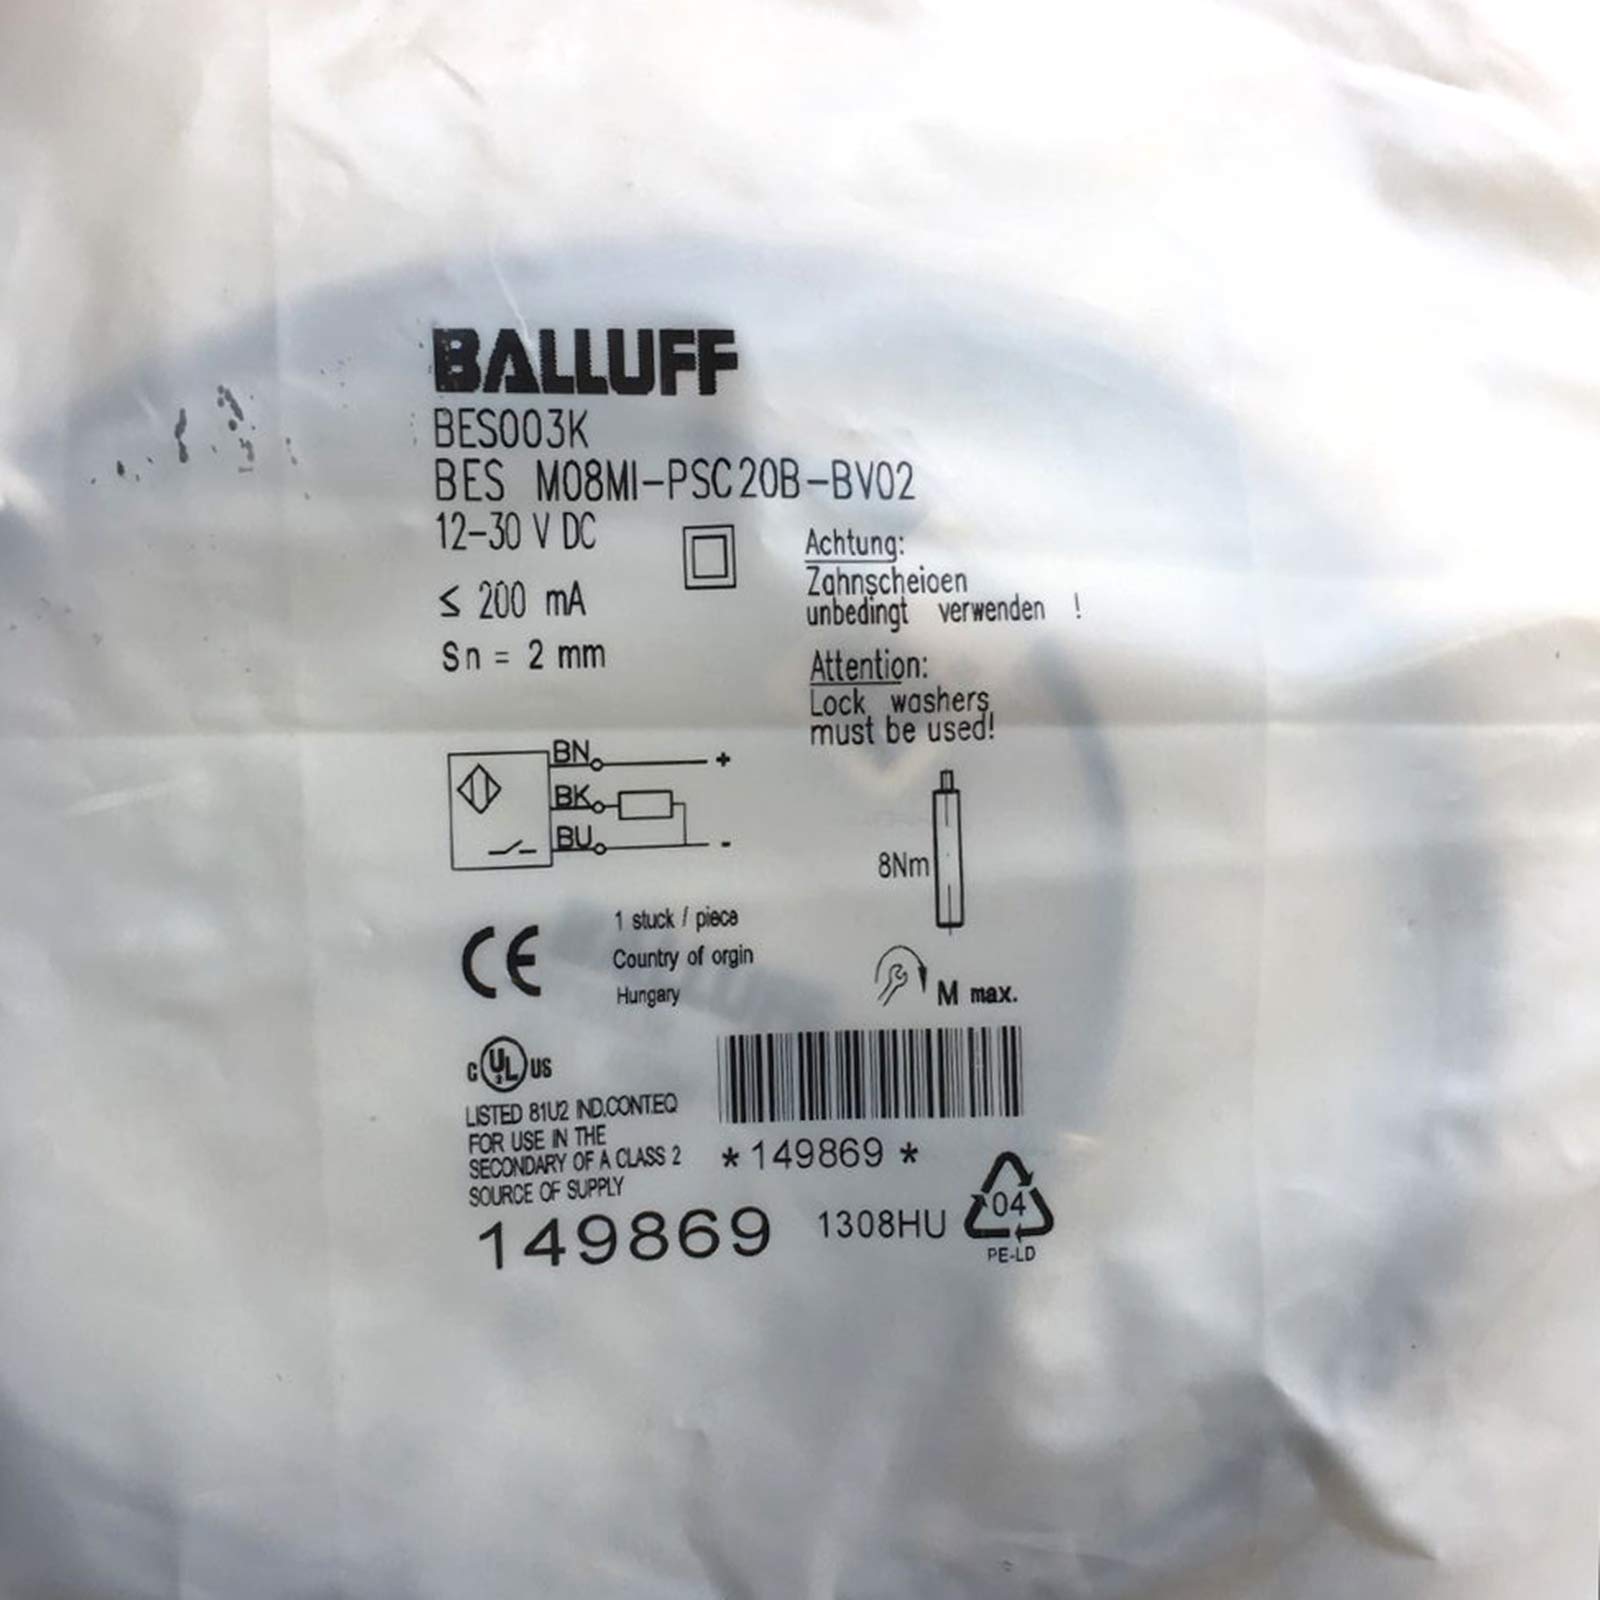 BALLUFF
BES003K
BES M08MI-PSC20B-BV02
12-30 V DC
≤ 200 mA
Sn = 2 mm
Achtung:
Zahnscheioen
unbedingt verwenden !
Attention:
Lock washers
must be used!
BN +
BK
BU -
8Nm
M max.
CE
1 stuck / piece
Country of orgin
Hungary
C UL US
LISTED 81U2 IND.CONT.EQ
FOR USE IN THE
SECONDARY OF A CLASS 2
SOURCE OF SUPPLY
*149869*
149869
1308HU
04
PE-LD